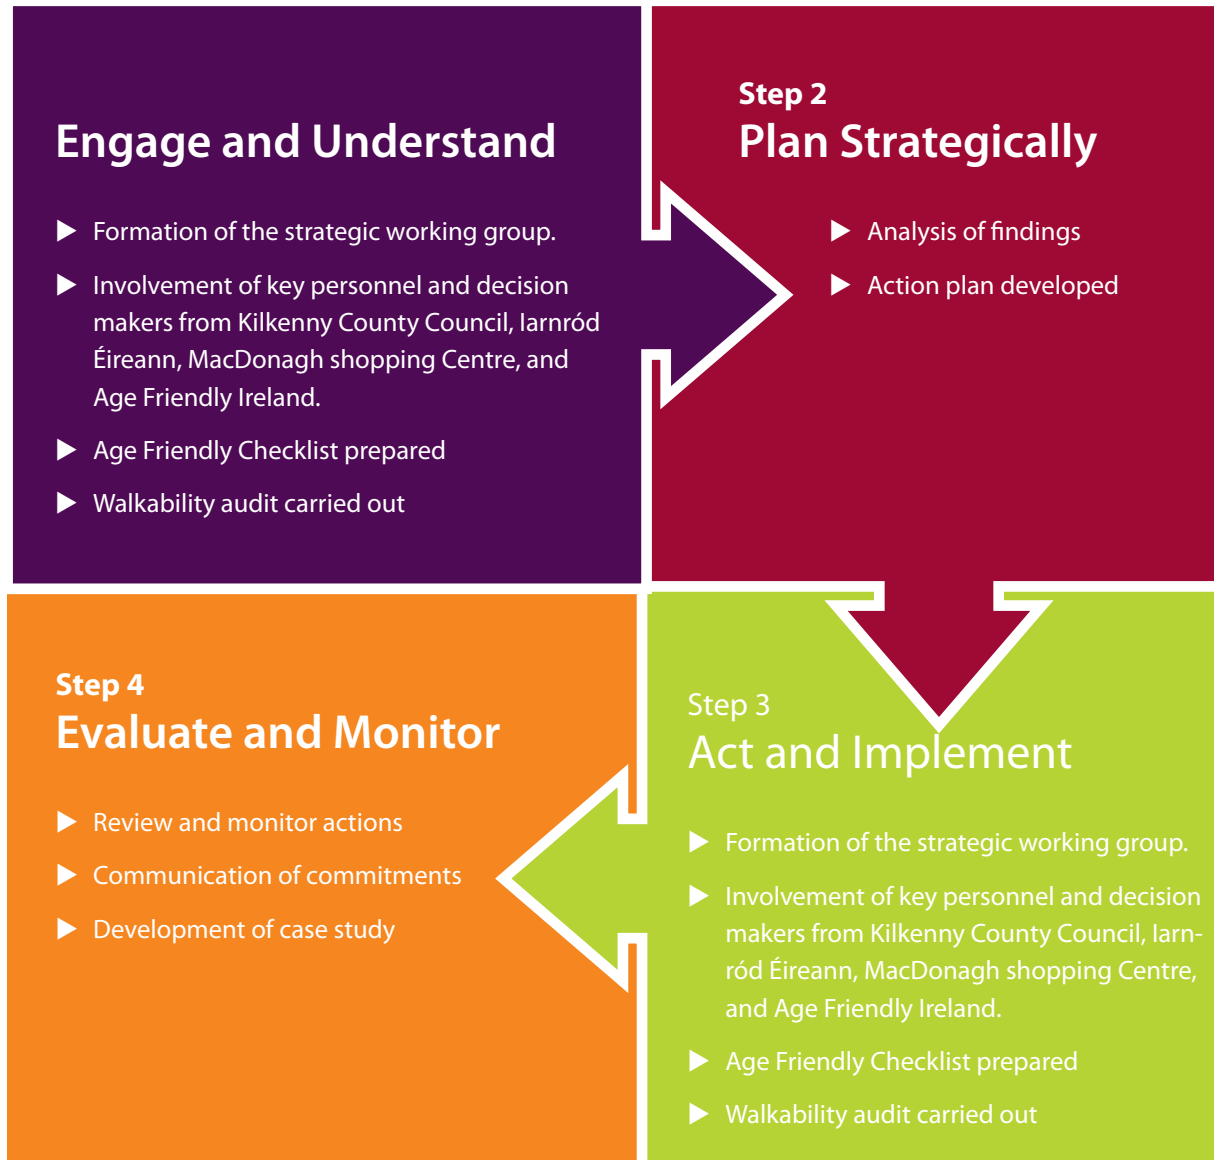 Engage and Understand
▶ Formation of the strategic working group.
▶ Involvement of key personnel and decision
makers from Kilkenny County Council, Iarnród
Éireann, MacDonagh shopping Centre, and
Age Friendly Ireland.
▶ Age Friendly Checklist prepared
▶ Walkability audit carried out
Step 2
Plan Strategically
▶ Analysis of findings
▶ Action plan developed
Step 3
Act and Implement
▶ Formation of the strategic working group.
▶ Involvement of key personnel and decision
makers from Kilkenny County Council, Iarn-
ród Éireann, MacDonagh shopping Centre,
and Age Friendly Ireland.
▶ Age Friendly Checklist prepared
▶ Walkability audit carried out
Step 4
Evaluate and Monitor
▶ Review and monitor actions
▶ Communication of commitments
▶ Development of case study